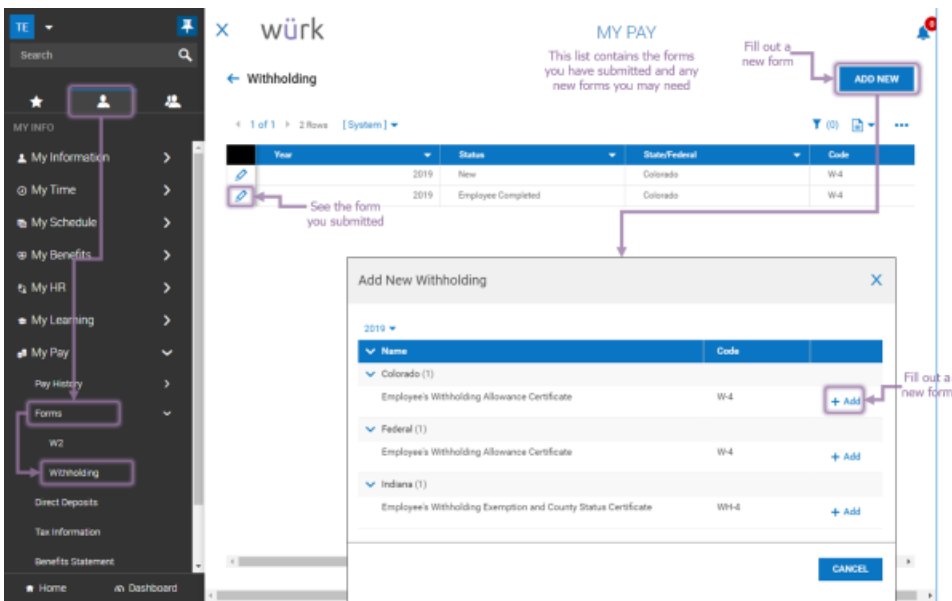 TE
Search
MY INFO
My Information
My Time
My Schedule
My Benefits
My HR
My Learning
My Pay
Pay History
Forms
W2
Withholding
Direct Deposits
Tax Information
Benefits Statement
Home Dashboard
würk
MY PAY
0
This list contains the forms
you have submitted and any
new forms you may need
Fill out a
new form
ADD NEW
Withholding
1 of 1 2 Rows [System]
(0)
Year Status State/Federal Code
2019 New Colorado W-4
2019 Employee Completed Colorado W-4
See the form
you submitted
Add New Withholding X
2019
Name Code
Colorado (1)
Employee's Withholding Allowance Certificate W-4 + Add
Fill out a
new form
Federal (1)
Employee's Withholding Allowance Certificate W-4 + Add
Indiana (1)
Employee's Withholding Exemption and County Status Certificate WH-4 + Add
CANCEL